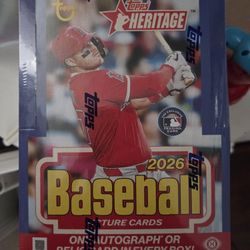 Topps
Topps
HERITAGE
Topps
Topps
2026
Baseball
PICTURE CARDS
ONE AUTOGRAPH OR
RELIC CARD IN EVERY BOX!